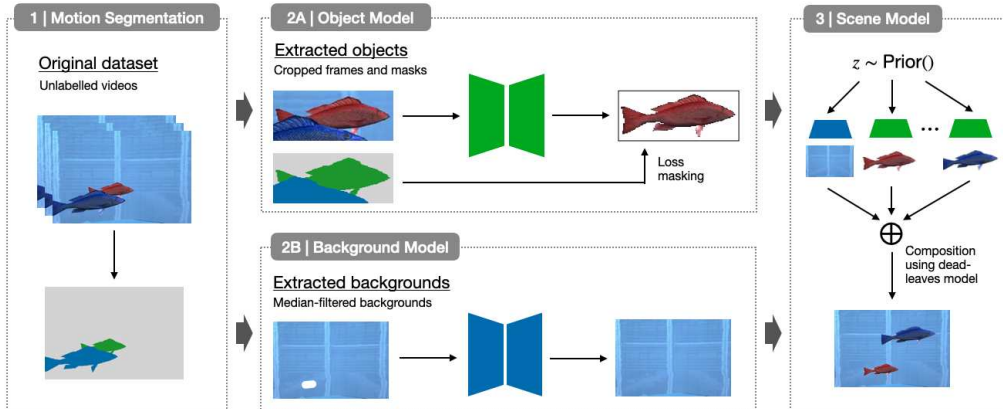 1 | Motion Segmentation
Original dataset
Unlabelled videos
2A | Object Model
Extracted objects
Cropped frames and masks
Loss
masking
2B | Background Model
Extracted backgrounds
Median-filtered backgrounds
3 | Scene Model
z ~ Prior()
•••
Composition
using dead-
leaves model